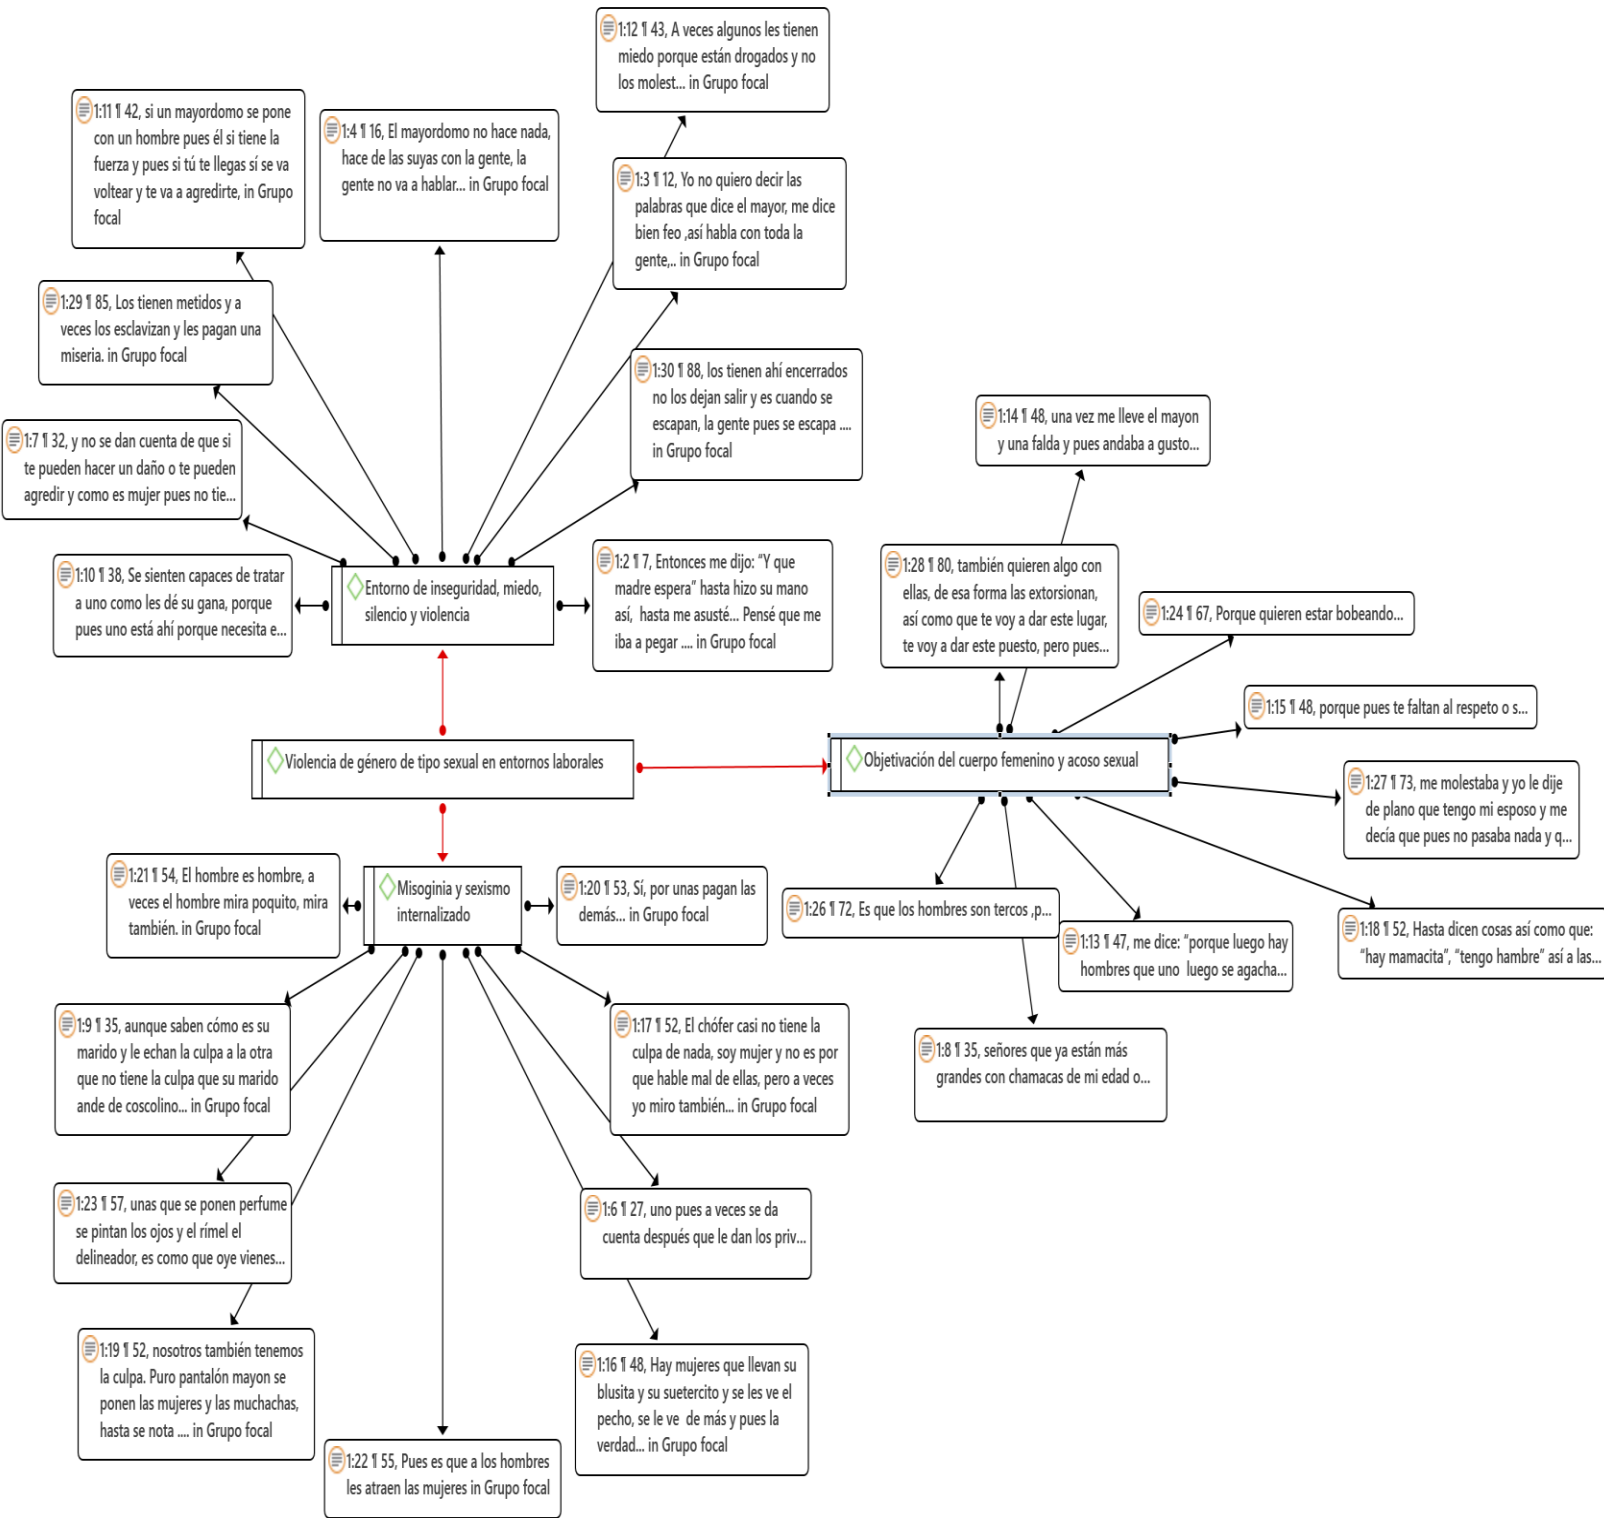 1:12 ¶ 43, A veces algunos les tienen
miedo porque están drogados y no
los molest... in Grupo focal
1:11 ¶ 42, si un mayordomo se pone
con un hombre pues él si tiene la
fuerza y pues si tú te llegas sí se va
voltear y te va a agredirte, in Grupo
focal
1:4 ¶ 16, El mayordomo no hace nada,
hace de las suyas con la gente, la
gente no va a hablar... in Grupo focal
1:3 ¶ 12, Yo no quiero decir las
palabras que dice el mayor, me dice
bien feo ,así habla con toda la
gente,.. in Grupo focal
1:29 ¶ 85, Los tienen metidos y a
veces los esclavizan y les pagan una
miseria. in Grupo focal
1:30 ¶ 88, los tienen ahí encerrados
no los dejan salir y es cuando se
escapan, la gente pues se escapa ....
in Grupo focal
1:7 ¶ 32, y no se dan cuenta de que si
te pueden hacer un daño o te pueden
agredir y como es mujer pues no tie...
1:10 ¶ 38, Se sienten capaces de tratar
a uno como les dé su gana, porque
pues uno está ahí porque necesita e...
Entorno de inseguridad, miedo,
silencio y violencia
1:2 ¶ 7, Entonces me dijo: “Y que
madre espera” hasta hizo su mano
así, hasta me asusté... Pensé que me
iba a pegar .... in Grupo focal
1:14 ¶ 48, una vez me lleve el mayon
y una falda y pues andaba a gusto...
1:28 ¶ 80, también quieren algo con
ellas, de esa forma las extorsionan,
así como que te voy a dar este lugar,
te voy a dar este puesto, pero pues...
1:24 ¶ 67, Porque quieren estar bobeando...
1:15 ¶ 48, porque pues te faltan al respeto o s...
Violencia de género de tipo sexual en entornos laborales
Objetivación del cuerpo femenino y acoso sexual
1:27 ¶ 73, me molestaba y yo le dije
de plano que tengo mi esposo y me
decía que pues no pasaba nada y q...
1:26 ¶ 72, Es que los hombres son tercos ,p...
1:13 ¶ 47, me dice: “porque luego hay
hombres que uno luego se agacha...
1:18 ¶ 52, Hasta dicen cosas así como que:
“hay mamacita”, “tengo hambre” así a las...
1:8 ¶ 35, señores que ya están más
grandes con chamacas de mi edad o...
1:21 ¶ 54, El hombre es hombre, a
veces el hombre mira poquito, mira
también. in Grupo focal
Misoginia y sexismo
internalizado
1:20 ¶ 53, Sí, por unas pagan las
demás... in Grupo focal
1:9 ¶ 35, aunque saben cómo es su
marido y le echan la culpa a la otra
que no tiene la culpa que su marido
ande de coscolino... in Grupo focal
1:17 ¶ 52, El chófer casi no tiene la
culpa de nada, soy mujer y no es por
que hable mal de ellas, pero a veces
yo miro también... in Grupo focal
1:23 ¶ 57, unas que se ponen perfume
se pintan los ojos y el rímel el
delineador, es como que oye vienes...
1:6 ¶ 27, uno pues a veces se da
cuenta después que le dan los priv...
1:19 ¶ 52, nosotros también tenemos
la culpa. Puro pantalón mayon se
ponen las mujeres y las muchachas,
hasta se nota .... in Grupo focal
1:16 ¶ 48, Hay mujeres que llevan su
blusita y su suetercito y se les ve el
pecho, se le ve de más y pues la
verdad... in Grupo focal
1:22 ¶ 55, Pues es que a los hombres
les atraen las mujeres in Grupo focal